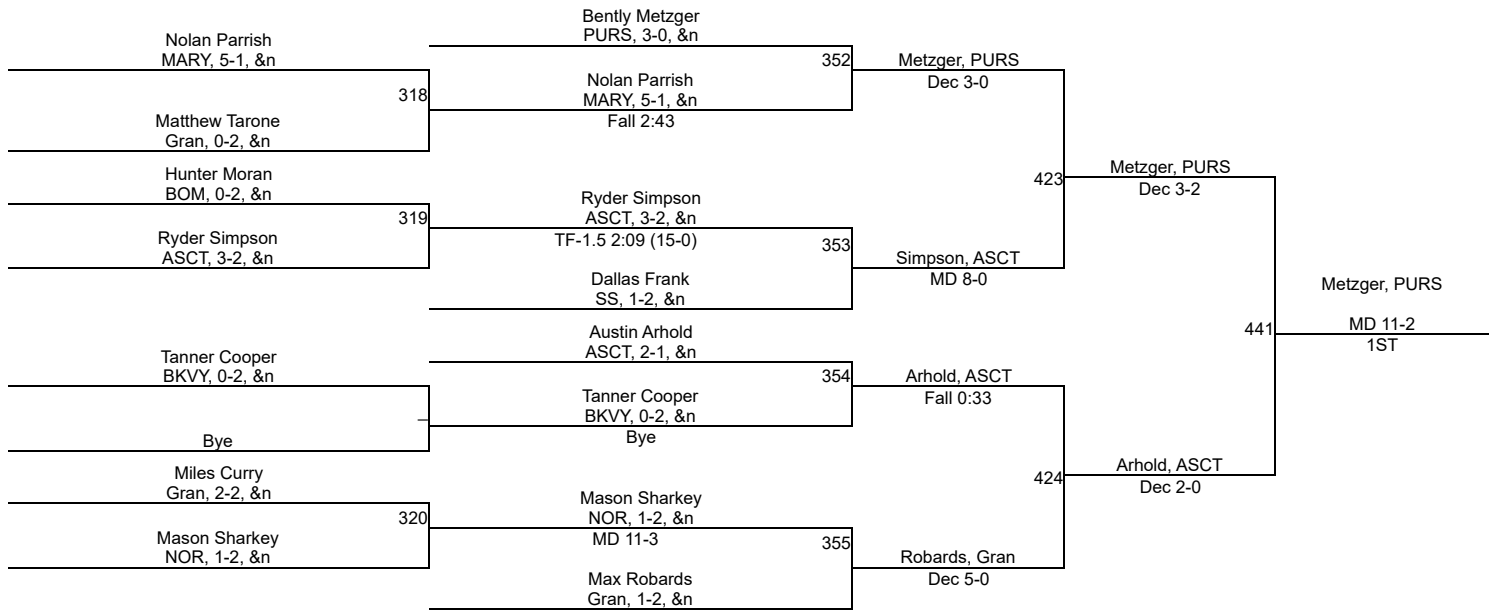 Nolan Parrish
MARY, 5-1, &n
318
Matthew Tarone
Gran, 0-2, &n
Hunter Moran
BOM, 0-2, &n
319
Ryder Simpson
ASCT, 3-2, &n
Tanner Cooper
BKVY, 0-2, &n
–
Bye
Miles Curry
Gran, 2-2, &n
320
Mason Sharkey
NOR, 1-2, &n
Bently Metzger
PURS, 3-0, &n
352
Nolan Parrish
MARY, 5-1, &n
Fall 2:43
Ryder Simpson
ASCT, 3-2, &n
TF-1.5 2:09 (15-0)
353
Dallas Frank
SS, 1-2, &n
Austin Arhold
ASCT, 2-1, &n
354
Tanner Cooper
BKVY, 0-2, &n
Bye
Mason Sharkey
NOR, 1-2, &n
MD 11-3
355
Max Robards
Gran, 1-2, &n
Metzger, PURS
Dec 3-0
423
Simpson, ASCT
MD 8-0
Arhold, ASCT
Fall 0:33
424
Robards, Gran
Dec 5-0
Metzger, PURS
Dec 3-2
441
Arhold, ASCT
Dec 2-0
Metzger, PURS
MD 11-2
1ST